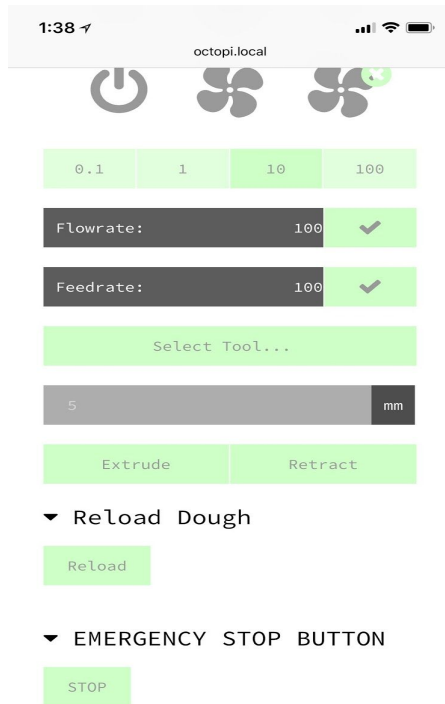 1:38
octopi.local
0.1 1 10 100
Flowrate: 100
Feedrate: 100
Select Tool...
5 mm
Extrude Retract
Reload Dough
Reload
EMERGENCY STOP BUTTON
STOP